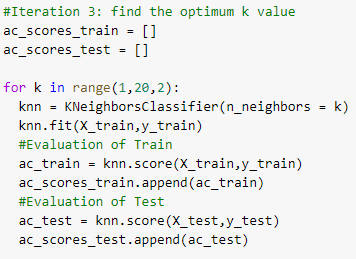 #Iteration 3: find the optimum k value
ac_scores_train = []
ac_scores_test = []
for k in range(1,20,2):
  knn = KNeighborsClassifier(n_neighbors = k)
  knn.fit(X_train,y_train)
  #Evaluation of Train
  ac_train = knn.score(X_train,y_train)
  ac_scores_train.append(ac_train)
  #Evaluation of Test
  ac_test = knn.score(X_test,y_test)
  ac_scores_test.append(ac_test)